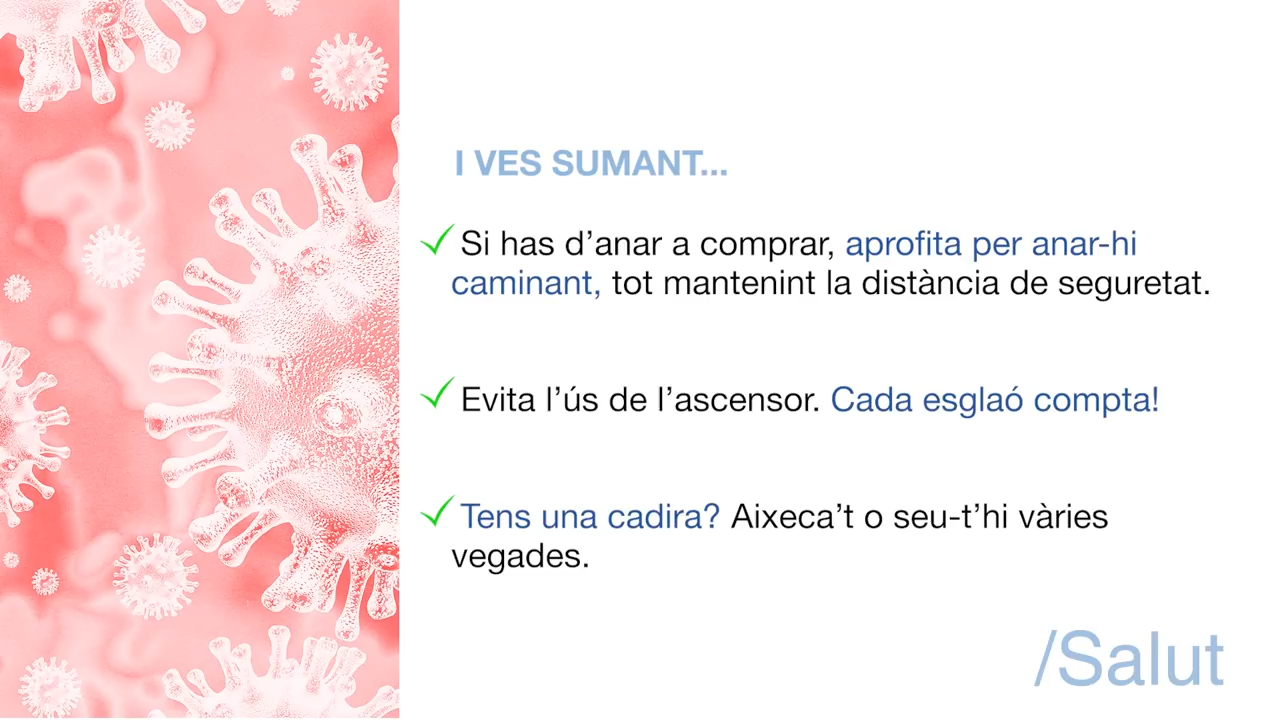 I VES SUMANT...
Si has d’anar a comprar, aprofita per anar-hi
caminant, tot mantenint la distància de seguretat.
Evita l’ús de l’ascensor. Cada esglaó compta!
Tens una cadira? Aixeca’t o seu-t’hi vàries
vegades.
/Salut